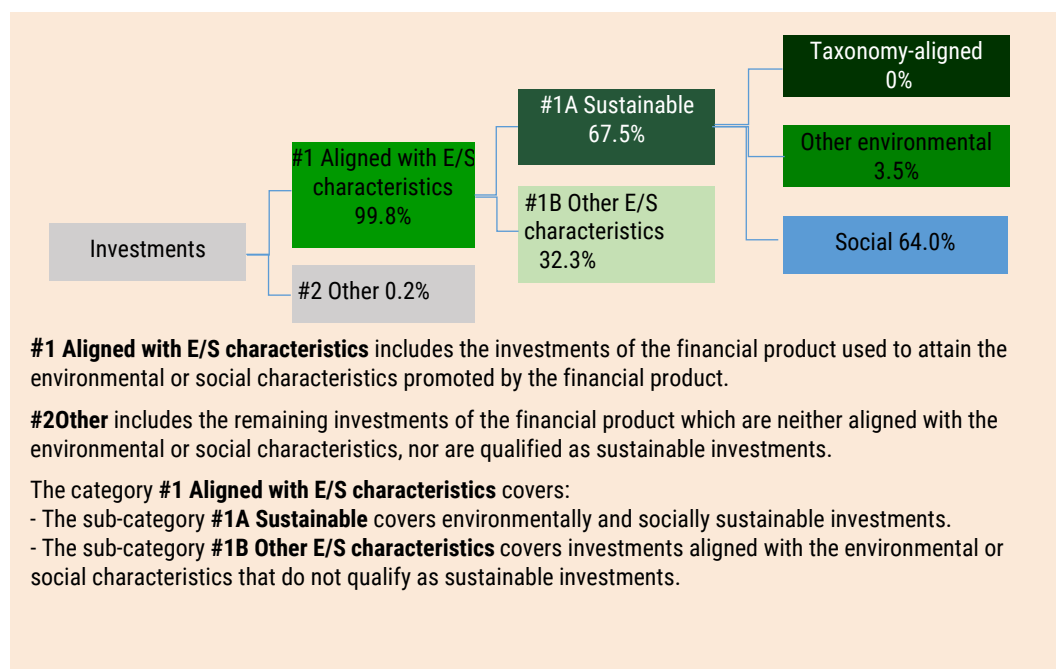 Taxonomy-aligned
0%
#1A Sustainable
67.5%
Other environmental
3.5%
#1 Aligned with E/S
characteristics
99.8%
#1B Other E/S
characteristics
32.3%
Investments
Social 64.0%
#2 Other 0.2%
#1 Aligned with E/S characteristics includes the investments of the financial product used to attain the
environmental or social characteristics promoted by the financial product.
#2Other includes the remaining investments of the financial product which are neither aligned with the
environmental or social characteristics, nor are qualified as sustainable investments.
The category #1 Aligned with E/S characteristics covers:
- The sub-category #1A Sustainable covers environmentally and socially sustainable investments.
- The sub-category #1B Other E/S characteristics covers investments aligned with the environmental or
social characteristics that do not qualify as sustainable investments.